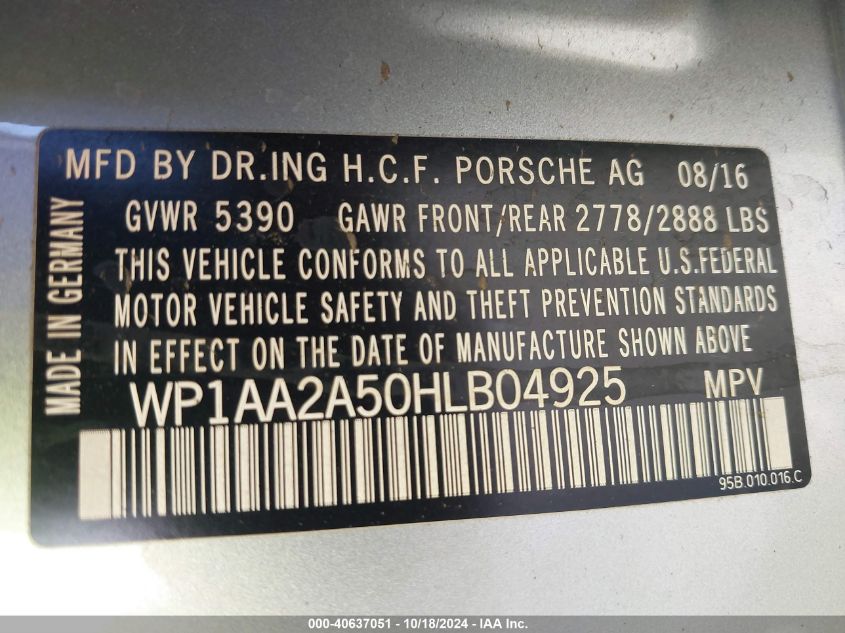 MFD BY DR.ING H.C.F. PORSCHE AG 08/16
GVWR 5390 GAWR FRONT/REAR 2778/2888 LBS
THIS VEHICLE CONFORMS TO ALL APPLICABLE U.S.FEDERAL
MOTOR VEHICLE SAFETY AND THEFT PREVENTION STANDARDS
IN EFFECT ON THE DATE OF MANUFACTURE SHOWN ABOVE
MADE IN GERMANY
WP1AA2A50HLB04925 MPV
95B.010.016.C
000-40637051 - 10/18/2024 - IAA Inc.